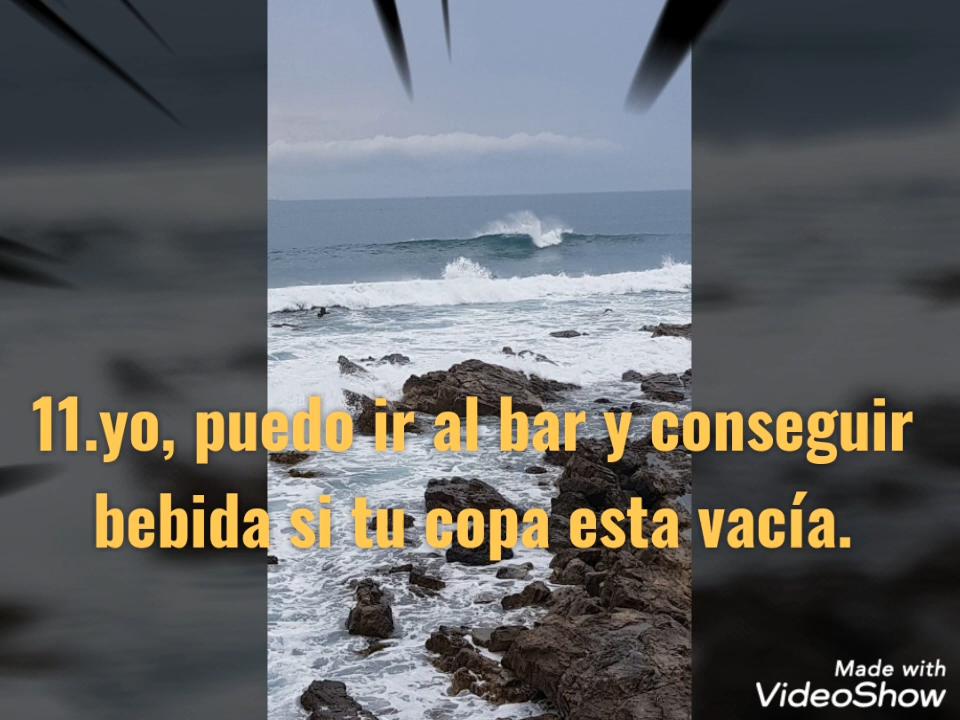 11.yo, puedo ir al bar y conseguir
bebida si tu copa esta vacía.
Made with
VideoShow